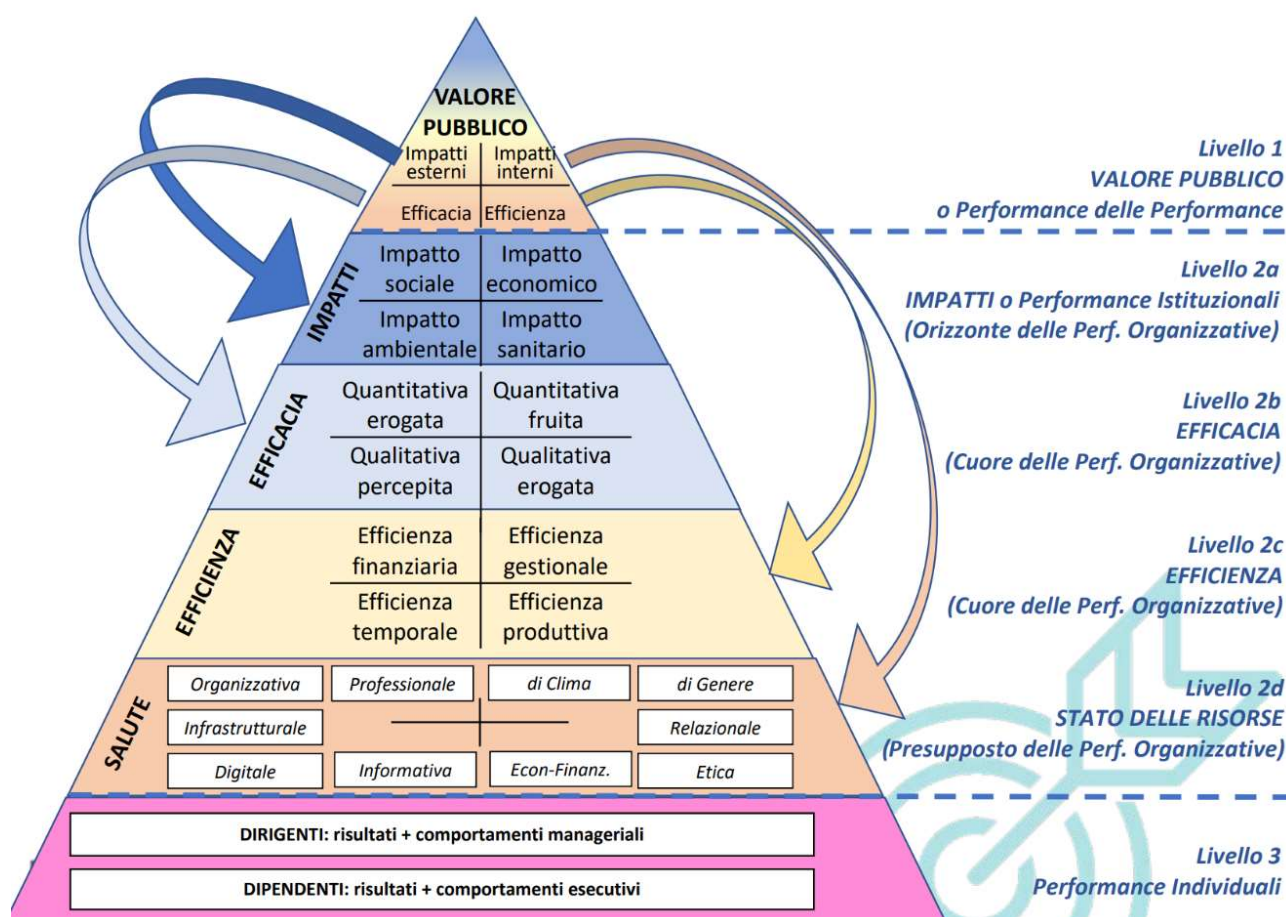 VALORE
PUBBLICO
Impatti
esterni
Impatti
interni
Efficacia
Efficienza
Livello 1
VALORE PUBBLICO
o Performance delle Performance
IMPATTI
Impatto
sociale
Impatto
economico
Impatto
ambientale
Impatto
sanitario
Livello 2a
IMPATTI o Performance Istituzionali
(Orizzonte delle Perf. Organizzative)
EFFICACIA
Quantitativa
erogata
Quantitativa
fruita
Qualitativa
percepita
Qualitativa
erogata
Livello 2b
EFFICACIA
(Cuore delle Perf. Organizzative)
EFFICIENZA
Efficienza
finanziaria
Efficienza
gestionale
Efficienza
temporale
Efficienza
produttiva
Livello 2c
EFFICIENZA
(Cuore delle Perf. Organizzative)
SALUTE
Organizzativa
Professionale
di Clima
di Genere
Infrastrutturale
Relazionale
Digitale
Informativa
Econ-Finanz.
Etica
Livello 2d
STATO DELLE RISORSE
(Presupposto delle Perf. Organizzative)
DIRIGENTI: risultati + comportamenti manageriali
DIPENDENTI: risultati + comportamenti esecutivi
Livello 3
Performance Individuali